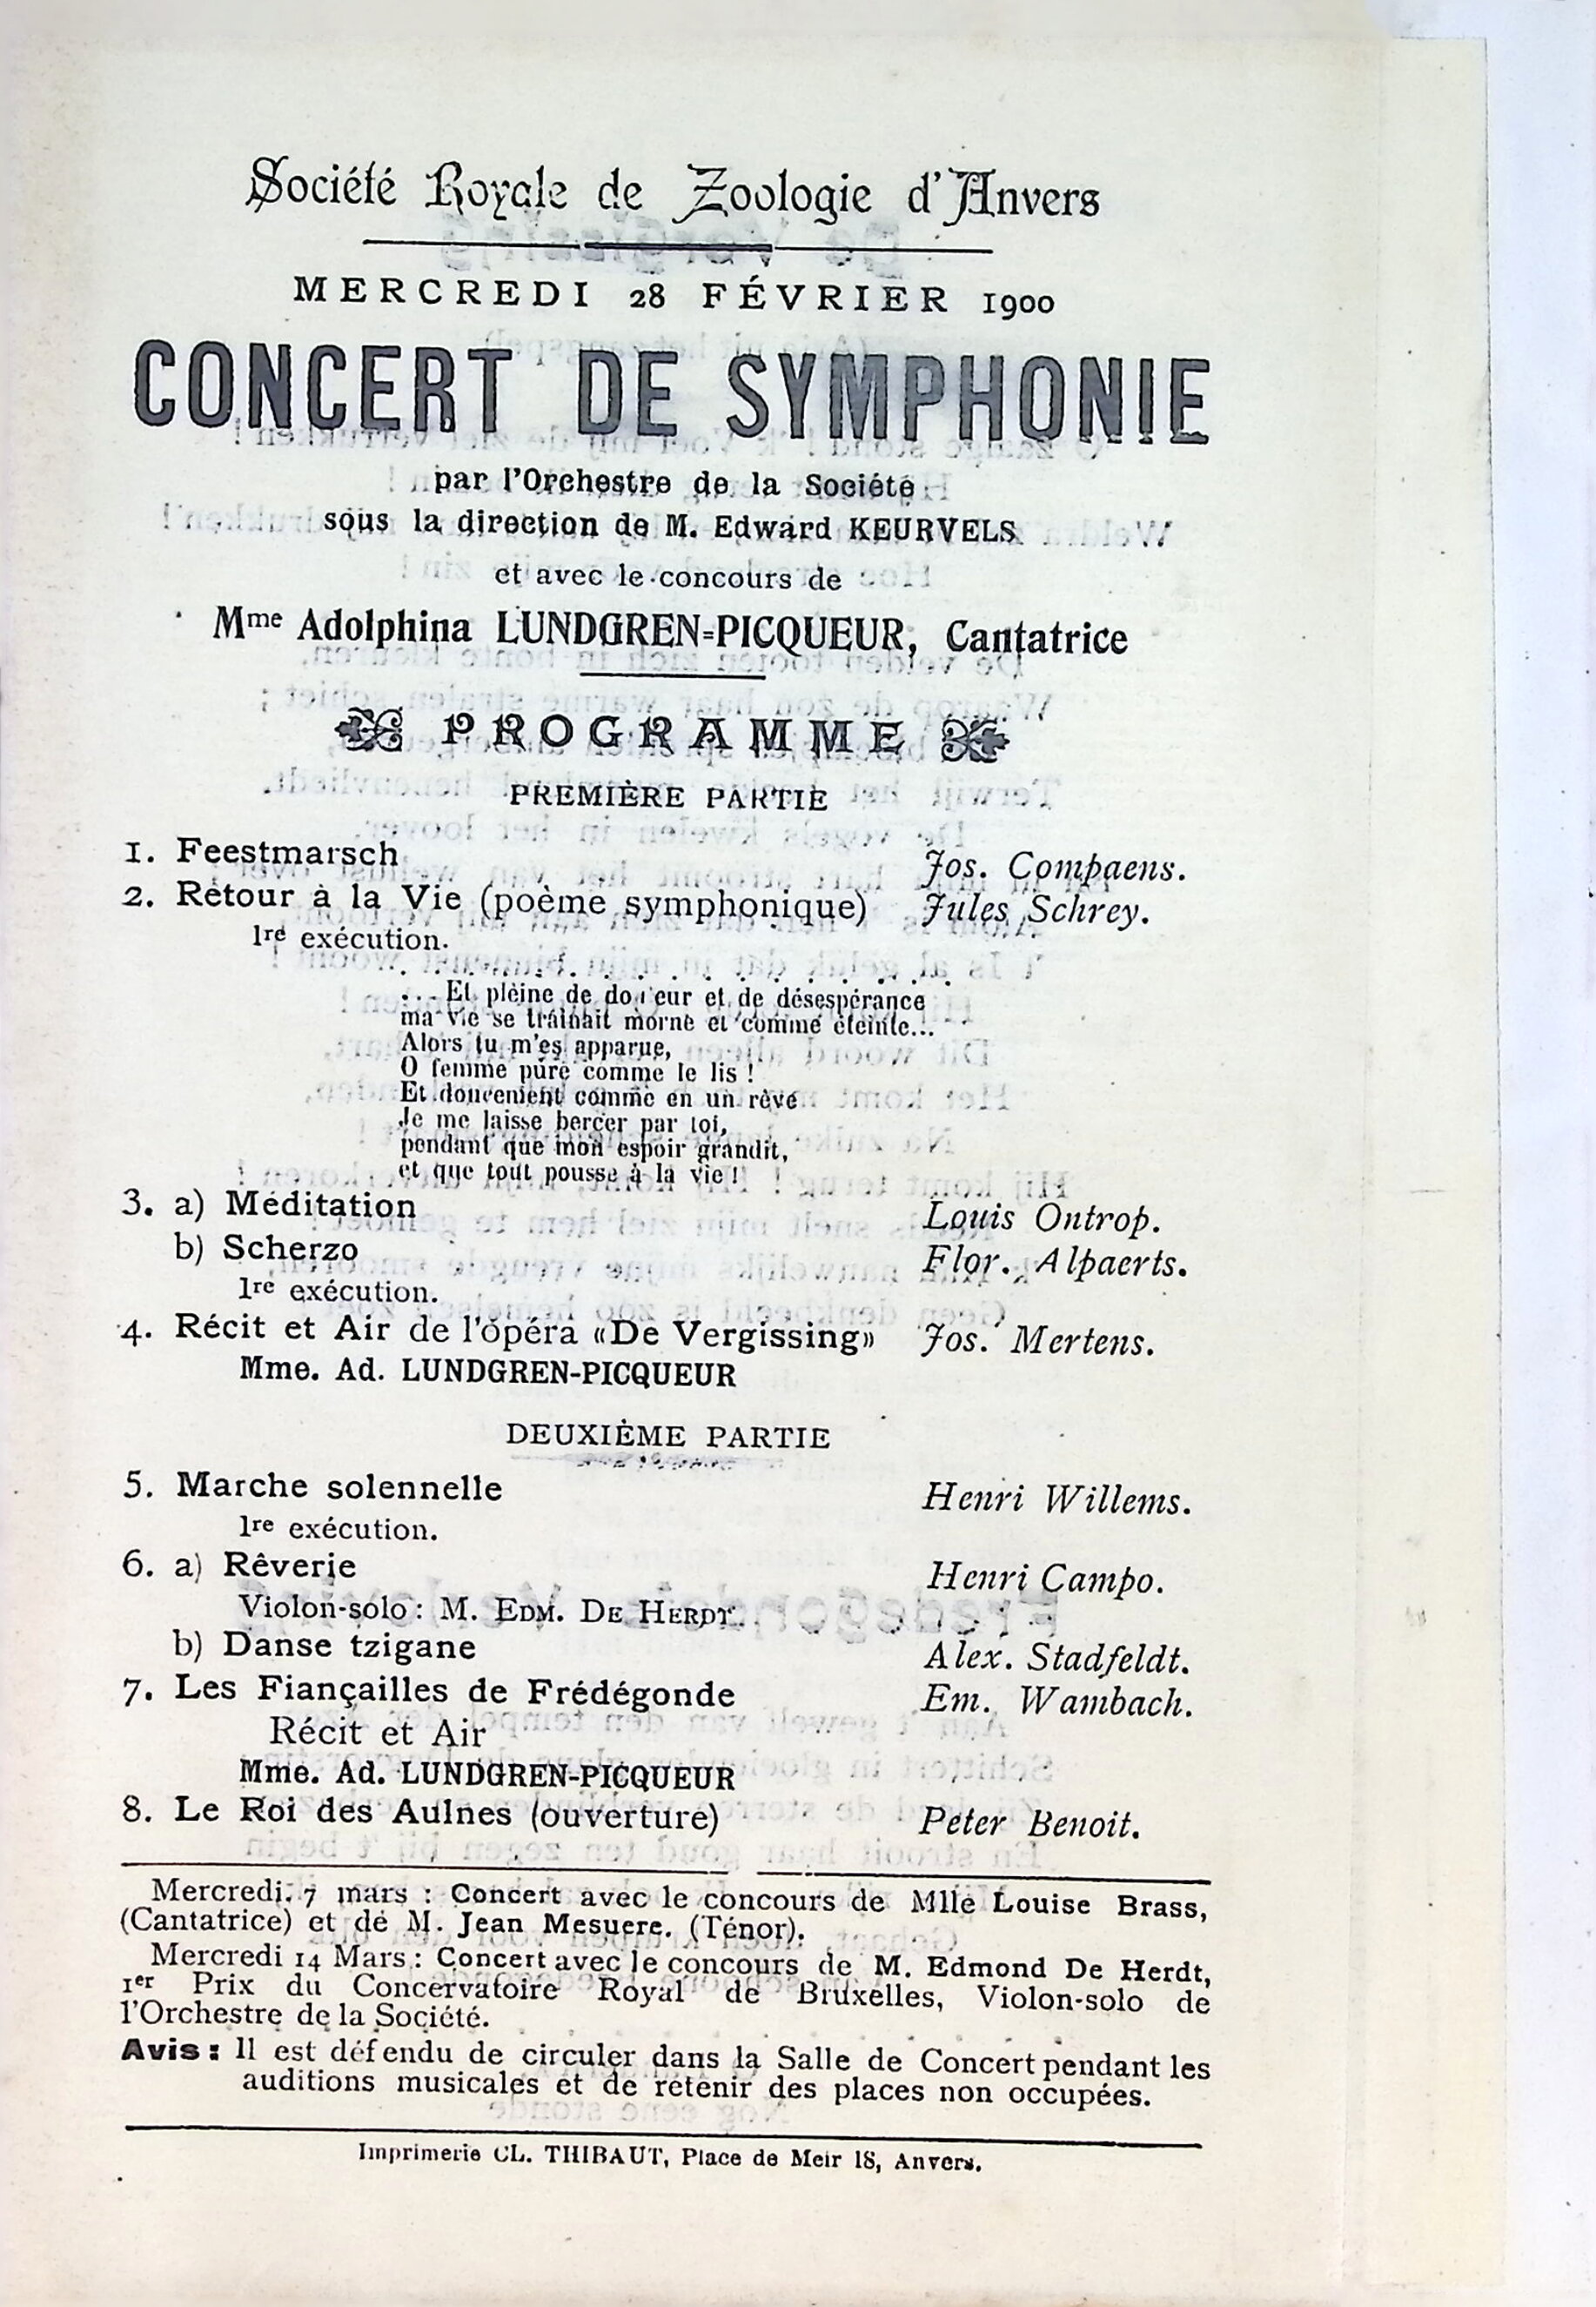 Société Royale de Zoologie d'Anvers
MERCREDI 28 FÉVRIER 1900
CONCERT DE SYMPHONIE
par l'Orchestre de la Société
sous la direction de M. Edward KEURVELS
et avec le concours de
Mme Adolphina LUNDGREN=PICQUEUR, Cantatrice
PROGRAMME
PREMIÈRE PARTIE
1. Feestmarsch Jos. Compaens.
2. Retour à la Vie (poème symphonique) Jules Schrey.
1re exécution.
... Et pleine de douleur et de désespérance
ma vie se traînait morne et comme éteinte...
Alors tu m'es apparue,
O femme pure comme le lis !
Et doucement comme en un rêve
Je me laisse bercer par toi,
pendant que mon espoir grandit,
et que tout pousse à la vie !
3. a) Méditation Louis Ontrop.
b) Scherzo Flor. Alpaerts.
1re exécution.
4. Récit et Air de l'opéra «De Vergissing» Jos. Mertens.
Mme. Ad. LUNDGREN-PICQUEUR
DEUXIÈME PARTIE
5. Marche solennelle Henri Willems.
1re exécution.
6. a) Rêverie Henri Campo.
Violon-solo : M. EDM. DE HERDT.
b) Danse tzigane Alex. Stadfeldt.
7. Les Fiançailles de Frédégonde Em. Wambach.
Récit et Air
Mme. Ad. LUNDGREN-PICQUEUR
8. Le Roi des Aulnes (ouverture) Peter Benoit.
Mercredi 7 mars : Concert avec le concours de Mlle Louise Brass,
(Cantatrice) et de M. Jean Mesuere. (Ténor).
Mercredi 14 Mars : Concert avec le concours de M. Edmond De Herdt,
1er Prix du Concervatoire Royal de Bruxelles, Violon-solo de
l'Orchestre de la Société.
Avis : Il est défendu de circuler dans la Salle de Concert pendant les
auditions musicales et de retenir des places non occupées.
Imprimerie CL. THIBAUT, Place de Meir 18, Anvers.